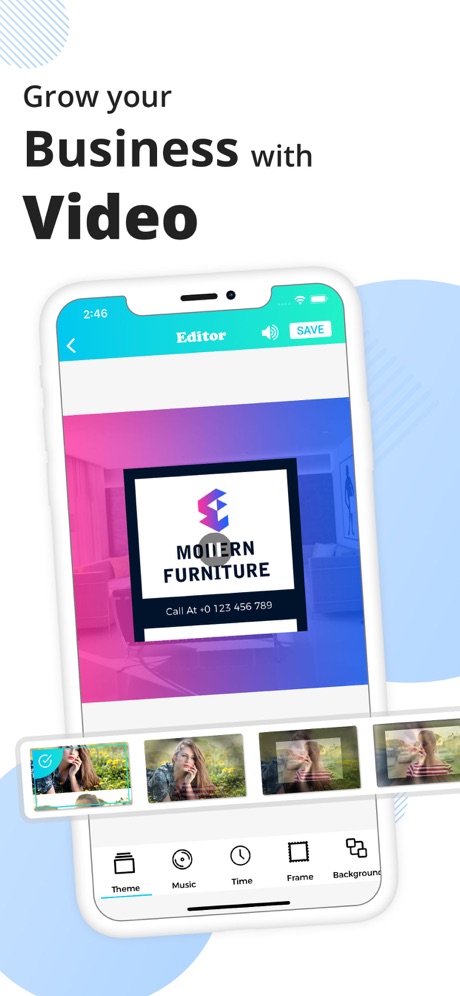 Grow your
Business with
Video
2:46
Editor
SAVE
MODERN
FURNITURE
Call At +0 123 456 789
Theme
Music
Time
Frame
Background